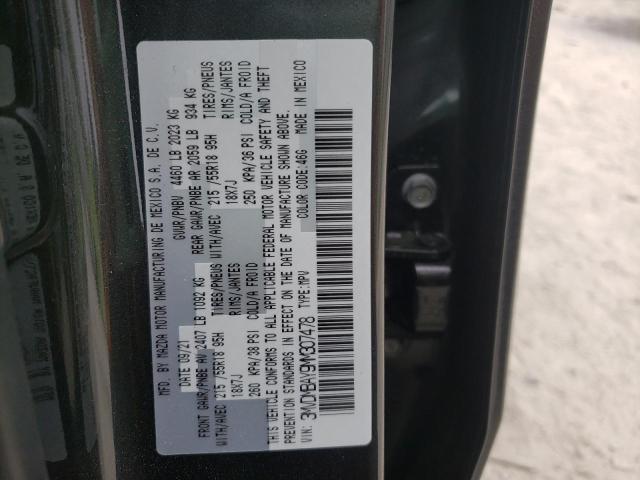 MFD. BY MAZDA MOTOR MANUFACTURING DE MEXICO S.A. DE C.V.
DATE 09/21 GVWR/PNBV 4460 LB 2023 KG
FRONT GAWR/PNBE AV 2407 LB 1092 KG REAR GAWR/PNBE AR 2059 LB 934 KG
WITH/AVEC 215 /55R18 95H TIRES/PNEUS WITH/AVEC 215 /55R18 95H TIRES/PNEUS
18X7J RIMS/JANTES 18X7J RIMS/JANTES
260 KPA/38 PSI COLD/A FROID 250 KPA/36 PSI COLD/A FROID
THIS VEHICLE CONFORMS TO ALL APPLICABLE FEDERAL MOTOR VEHICLE SAFETY AND THEFT
PREVENTION STANDARDS IN EFFECT ON THE DATE OF MANUFACTURE SHOWN ABOVE.
COLOR CODE: 46G MADE IN MEXICO
VIN: TYPE: MPV